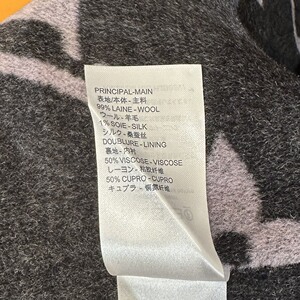 PRINCIPAL-MAIN
表地/本体 - 主料
99% LAINE - WOOL
ウール - 羊毛
1% SOIE - SILK
シルク - 桑蚕丝
DOUBLURE - LINING
裏地 - 内衬
50% VISCOSE - VISCOSE
レーヨン - 粘胶纤维
50% CUPRO - CUPRO
キュプラ - 铜氨纤维